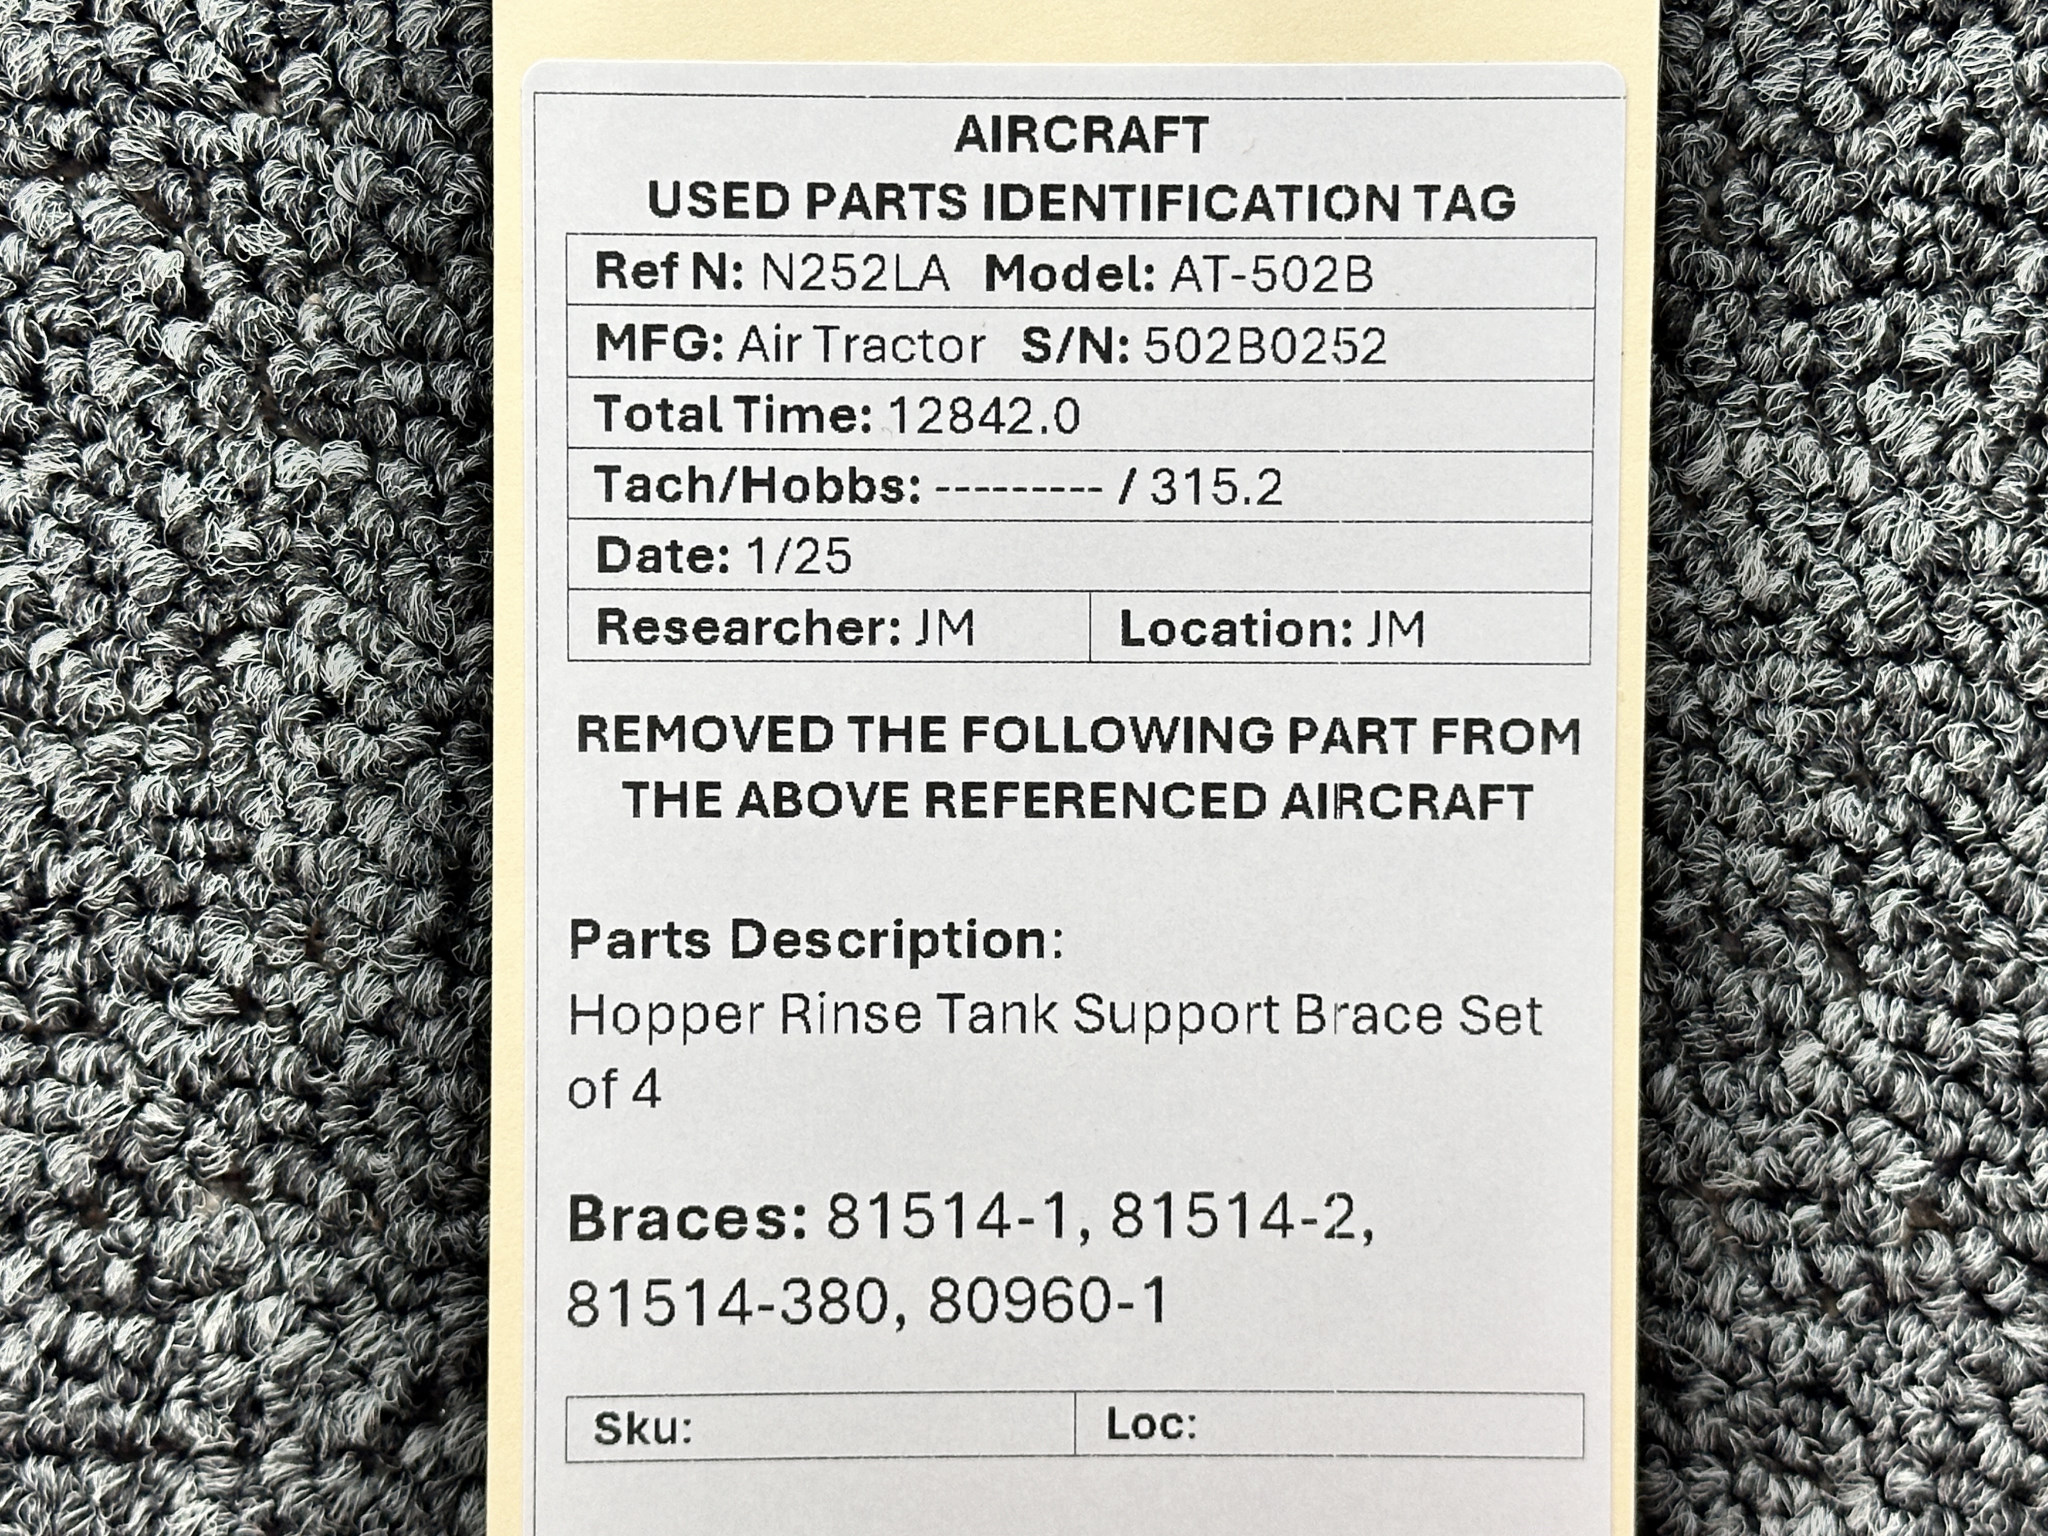 AIRCRAFT
USED PARTS IDENTIFICATION TAG
Ref N: N252LA Model: AT-502B
MFG: Air Tractor S/N: 502B0252
Total Time: 12842.0
Tach/Hobbs: --------- / 315.2
Date: 1/25
Researcher: JM Location: JM
REMOVED THE FOLLOWING PART FROM
THE ABOVE REFERENCED AIRCRAFT
Parts Description:
Hopper Rinse Tank Support Brace Set
of 4
Braces: 81514-1, 81514-2,
81514-380, 80960-1
Sku: Loc: